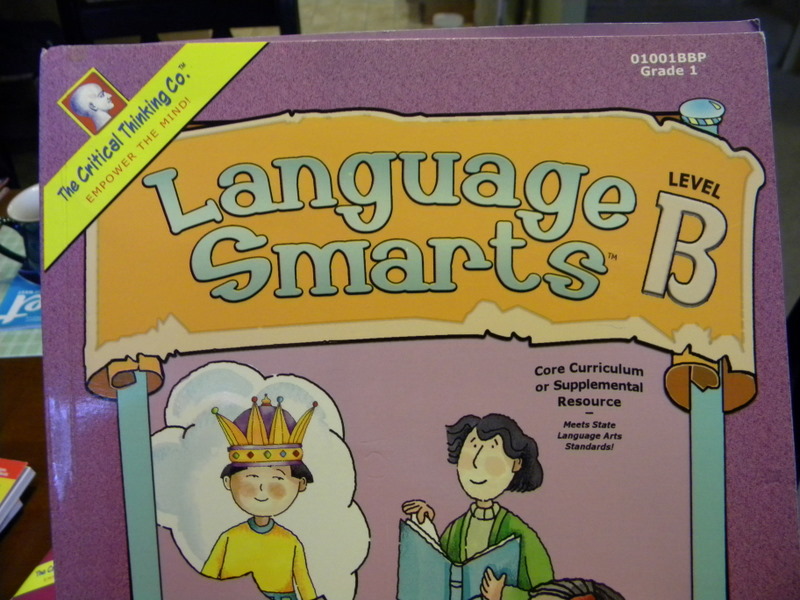 The Critical Thinking Co.™
EMPOWER THE MIND!
01001BBP
Grade 1
Language
Smarts™
LEVEL
B
Core Curriculum
or Supplemental
Resource
–
Meets State
Language Arts
Standards!